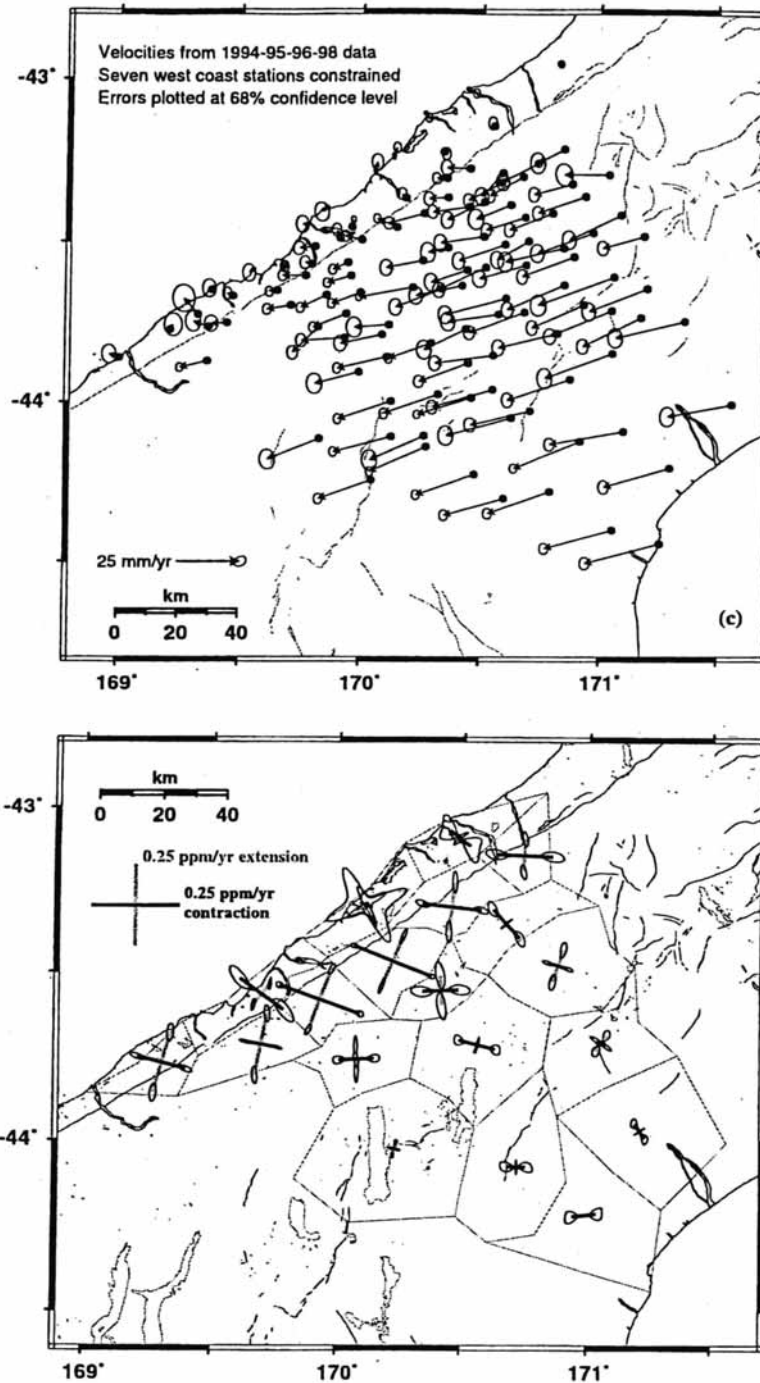 Velocities from 1994-95-96-98 data
Seven west coast stations constrained
Errors plotted at 68% confidence level
-43°
-44°
25 mm/yr
km
0 20 40
(c)
169° 170° 171°
km
0 20 40
-43°
0.25 ppm/yr extension
0.25 ppm/yr
contraction
-44°
169° 170° 171°